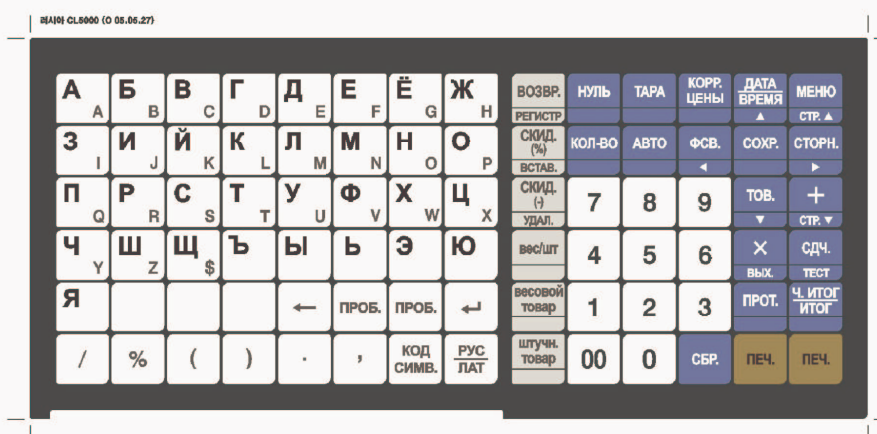 러시아 CL5000 (O 05.05.27)
А A Б B В C Г D Д E Е F Ё G Ж H ВОЗВР. РЕГИСТР НУЛЬ ТАРА КОРР. ЦЕНЫ ДАТА ВРЕМЯ ▲ МЕНЮ СТР. ▲
З I И J Й K К L Л M М N Н O О P СКИД. (%) ВСТАВ. КОЛ-ВО АВТО ФСВ. ◄ СОХР. СТОРН. ►
П Q Р R С S Т T У U Ф V Х W Ц X СКИД. (-) УДАЛ. 7 8 9 ТОВ. ▼ + СТР. ▼
Ч Y Ш Z Щ $ Ъ Ы Ь Э Ю вес/шт 4 5 6 × ВЫХ. СДЧ. ТЕСТ
Я ← ПРОБ. ПРОБ. ↵ весовой товар 1 2 3 ПРОТ. Ч. ИТОГ ИТОГ
/ % ( ) . , КОД СИМВ. РУС ЛАТ штучн. товар 00 0 СБР. ПЕЧ. ПЕЧ.